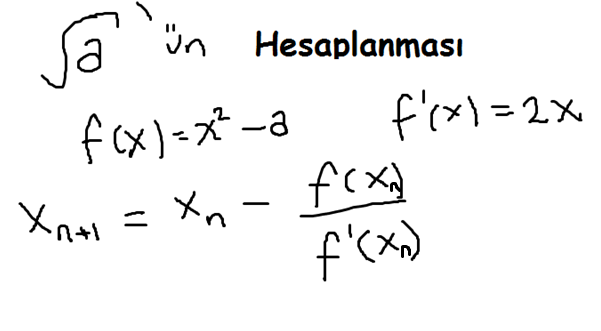 √a 'ün Hesaplanması
f(x) = x² - a f'(x) = 2x
xₙ₊₁ = xₙ - f(xₙ) / f'(xₙ)